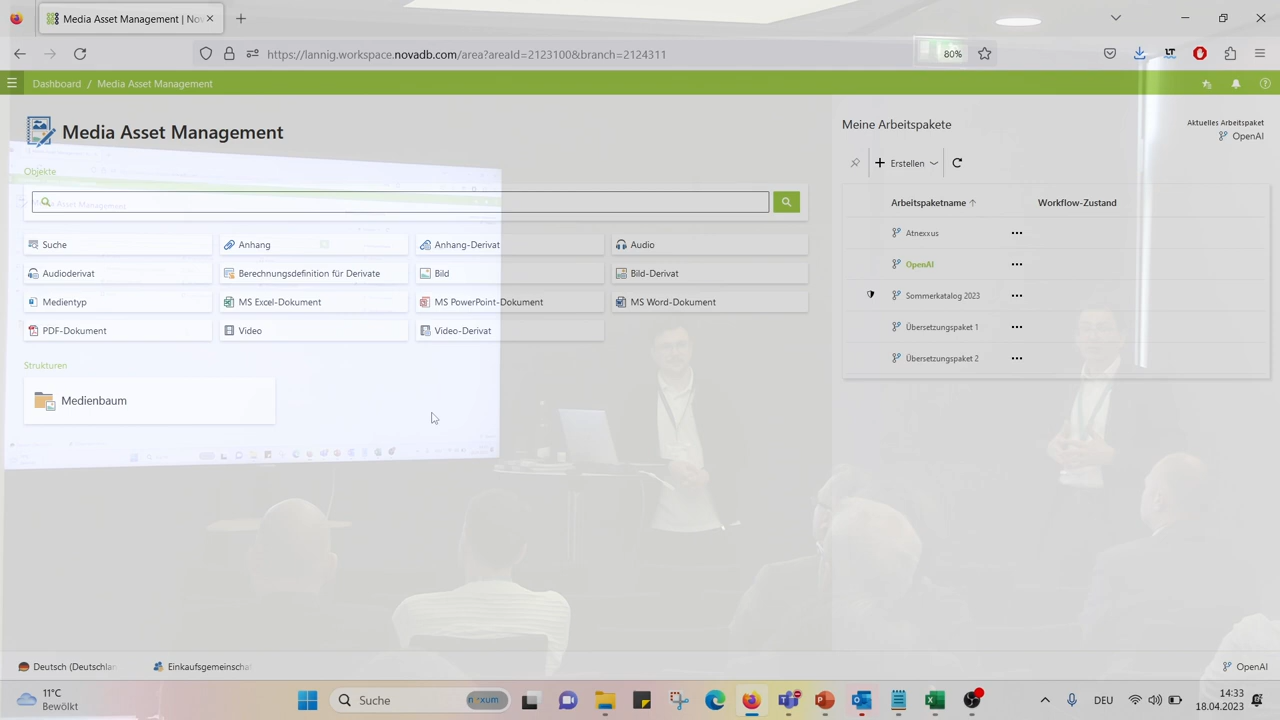 Media Asset Management | No
https://lannig.workspace.novadb.com/area?areaId=2123100&branch=2124311
80%
LT
Dashboard / Media Asset Management
Media Asset Management
Objekte
Suche
Anhang
Anhang-Derivat
Audio
Audioderivat
Berechnungsdefinition für Derivate
Bild
Bild-Derivat
Medientyp
MS Excel-Dokument
MS PowerPoint-Dokument
MS Word-Dokument
PDF-Dokument
Video
Video-Derivat
Strukturen
Medienbaum
Meine Arbeitspakete
Aktuelles Arbeitspaket
OpenAI
Erstellen
Arbeitspaketname
Workflow-Zustand
Atnexxus
OpenAI
Sommerkatalog 2023
Übersetzungspaket 1
Übersetzungspaket 2
Deutsch (Deutschlan
Einkaufsgemeinscha
OpenAI
11°C
Bewölkt
Suche
nexum
DEU
14:33
18.04.2023